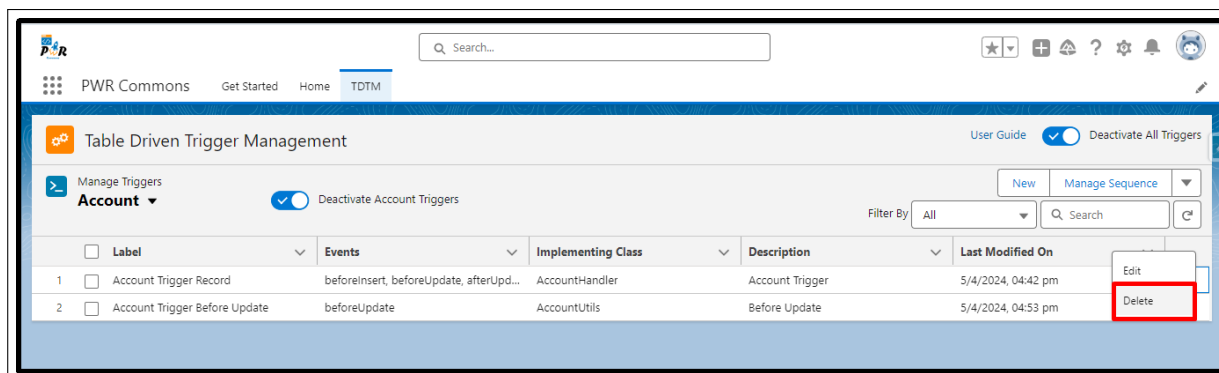 PWR
Search...
PWR Commons Get Started Home TDTM
Table Driven Trigger Management User Guide Deactivate All Triggers
Manage Triggers
Account Deactivate Account Triggers New Manage Sequence
Filter By All Search
Label Events Implementing Class Description Last Modified On
1 Account Trigger Record beforeInsert, beforeUpdate, afterUpd... AccountHandler Account Trigger 5/4/2024, 04:42 pm
Edit
2 Account Trigger Before Update beforeUpdate AccountUtils Before Update 5/4/2024, 04:53 pm
Delete